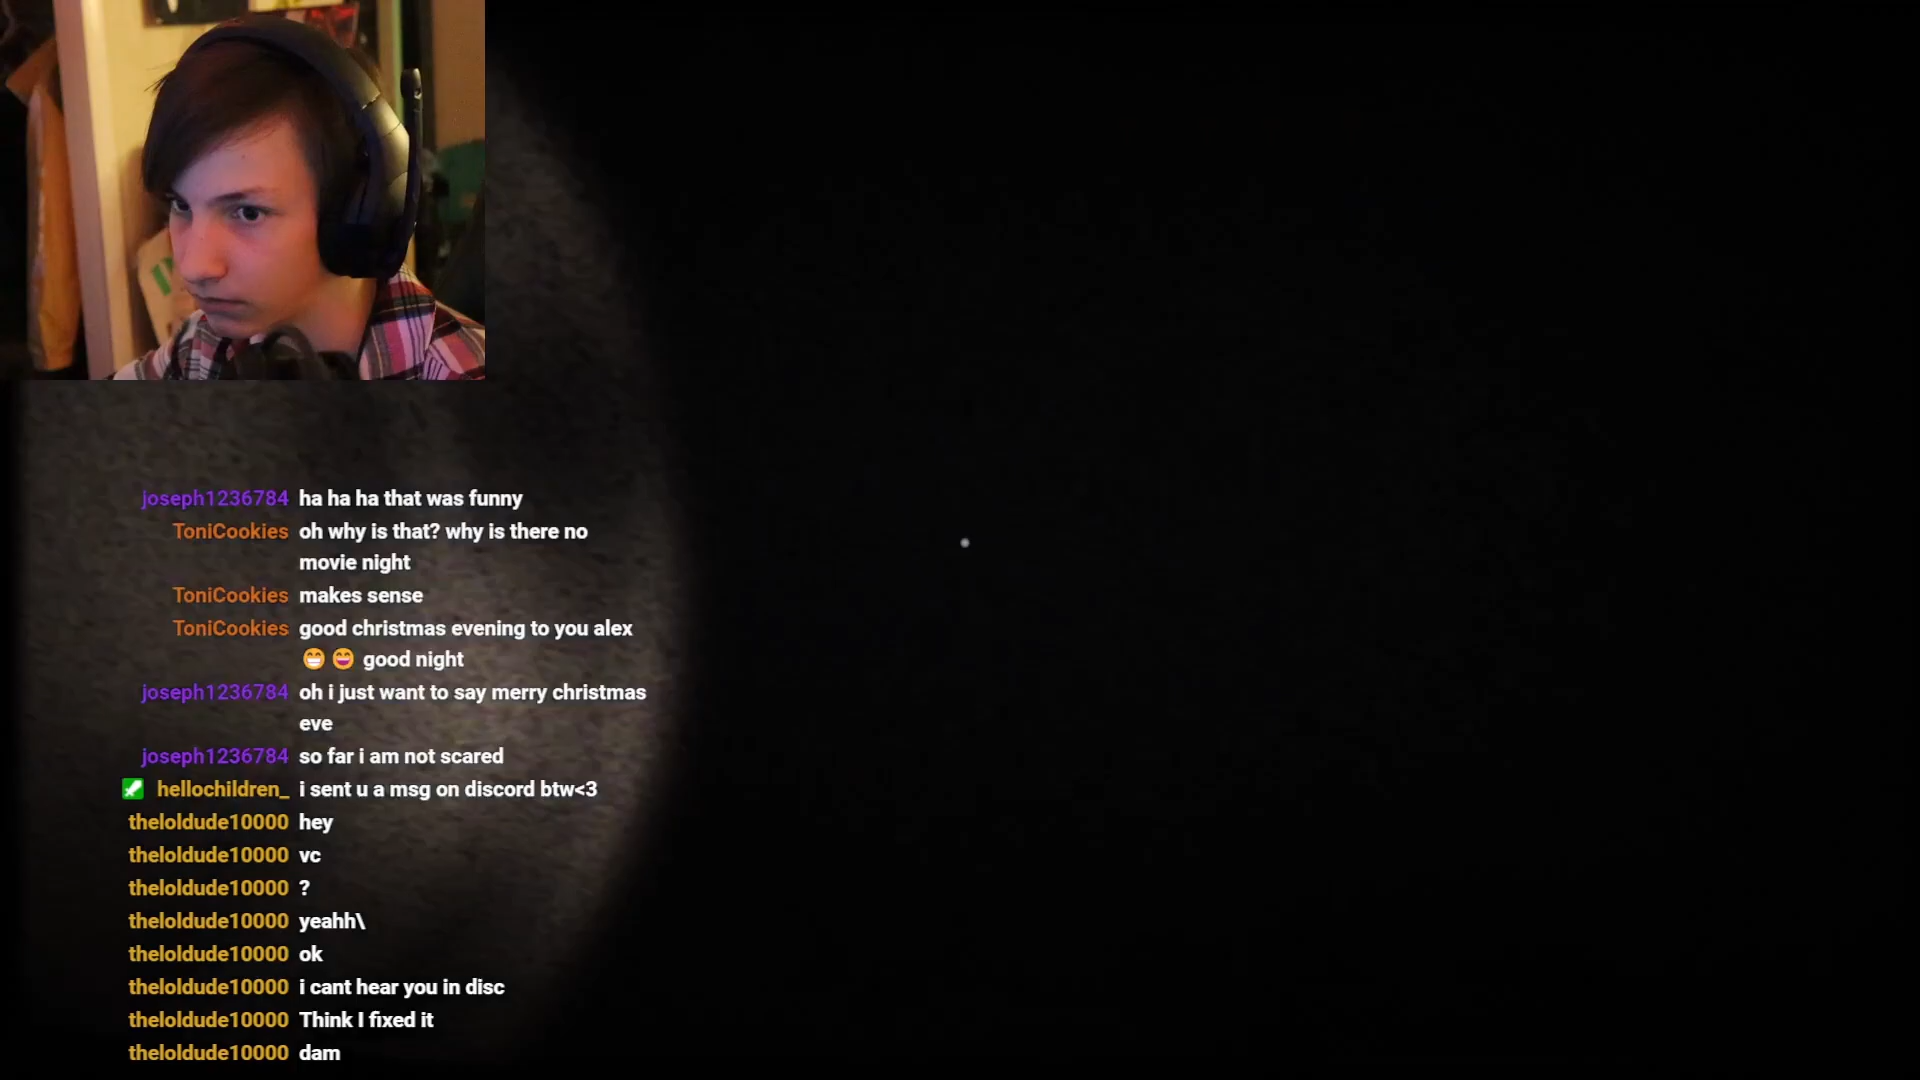 joseph1236784 ha ha ha that was funny
ToniCookies oh why is that? why is there no
movie night
ToniCookies makes sense
ToniCookies good christmas evening to you alex
😁 😄 good night
joseph1236784 oh i just want to say merry christmas
eve
joseph1236784 so far i am not scared
hellochildren_ i sent u a msg on discord btw<3
theloldude10000 hey
theloldude10000 vc
theloldude10000 ?
theloldude10000 yeahh\
theloldude10000 ok
theloldude10000 i cant hear you in disc
theloldude10000 Think I fixed it
theloldude10000 dam